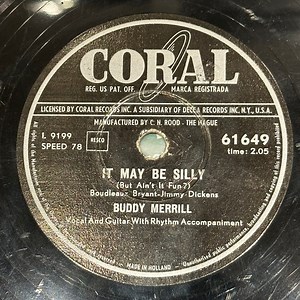 CORAL
REG. US PAT. OFF. MARCA REGISTRADA
LICENSED BY CORAL RECORDS INC. A SUBSIDIARY OF DECCA RECORDS INC. N.Y., U.S.A.
MANUFACTURED BY C. N. ROOD - THE HAGUE
L 9199
SPEED 78
61649
time: 2.05
IT MAY BE SILLY
(But Ain't It Fun?)
Boudleaux Bryant-Jimmy Dickens
BUDDY MERRILL
Vocal And Guitar With Rhythm Accompaniment
MADE IN HOLLAND